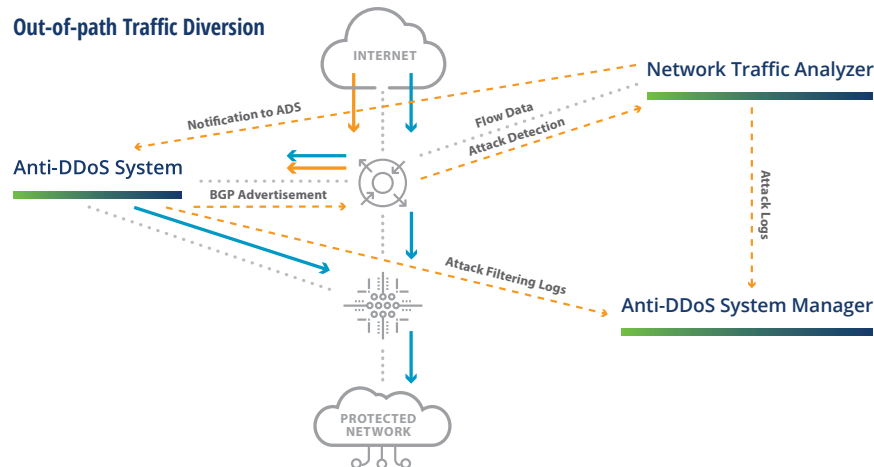 Out-of-path Traffic Diversion
INTERNET
Network Traffic Analyzer
Notification to ADS
Flow Data
Attack Detection
Anti-DDoS System
BGP Advertisement
Attack Logs
Attack Filtering Logs
Anti-DDoS System Manager
PROTECTED
NETWORK